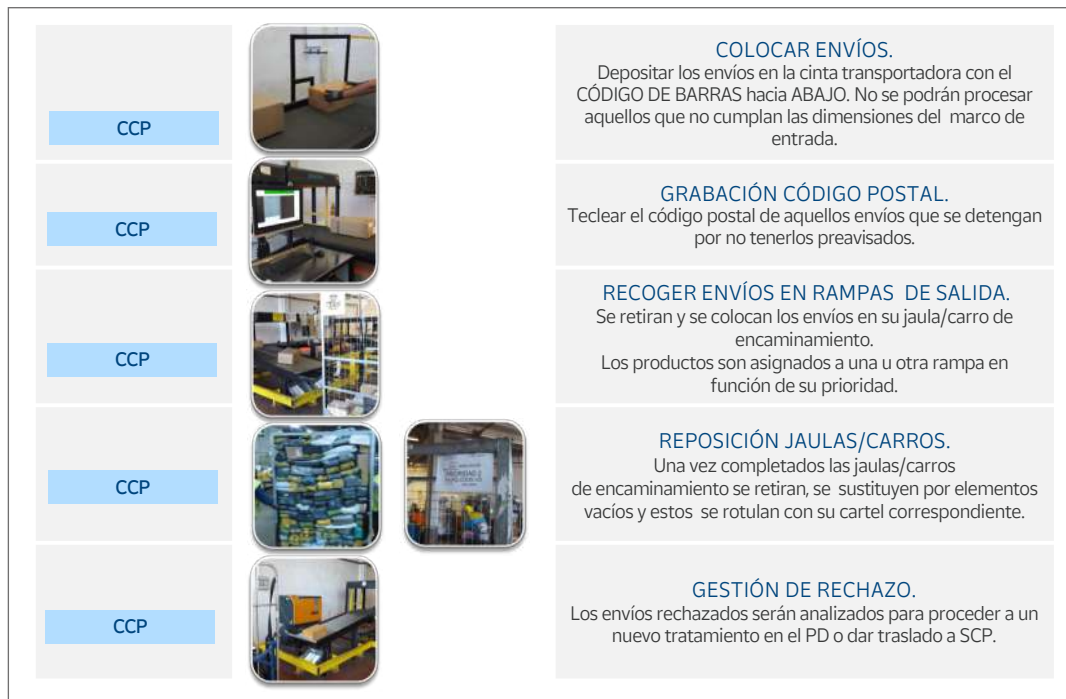 CCP
COLOCAR ENVÍOS.
Depositar los envíos en la cinta transportadora con el
CÓDIGO DE BARRAS hacia ABAJO. No se podrán procesar
aquellos que no cumplan las dimensiones del marco de
entrada.
CCP
GRABACIÓN CÓDIGO POSTAL.
Teclear el código postal de aquellos envíos que se detengan
por no tenerlos preavisados.
CCP
RECOGER ENVÍOS EN RAMPAS DE SALIDA.
Se retiran y se colocan los envíos en su jaula/carro de
encaminamiento.
Los productos son asignados a una u otra rampa en
función de su prioridad.
CCP
PRIORIDAD 2
REPOSICIÓN JAULAS/CARROS.
Una vez completados las jaulas/carros
de encaminamiento se retiran, se sustituyen por elementos
vacíos y estos se rotulan con su cartel correspondiente.
CCP
GESTIÓN DE RECHAZO.
Los envíos rechazados serán analizados para proceder a un
nuevo tratamiento en el PD o dar traslado a SCP.